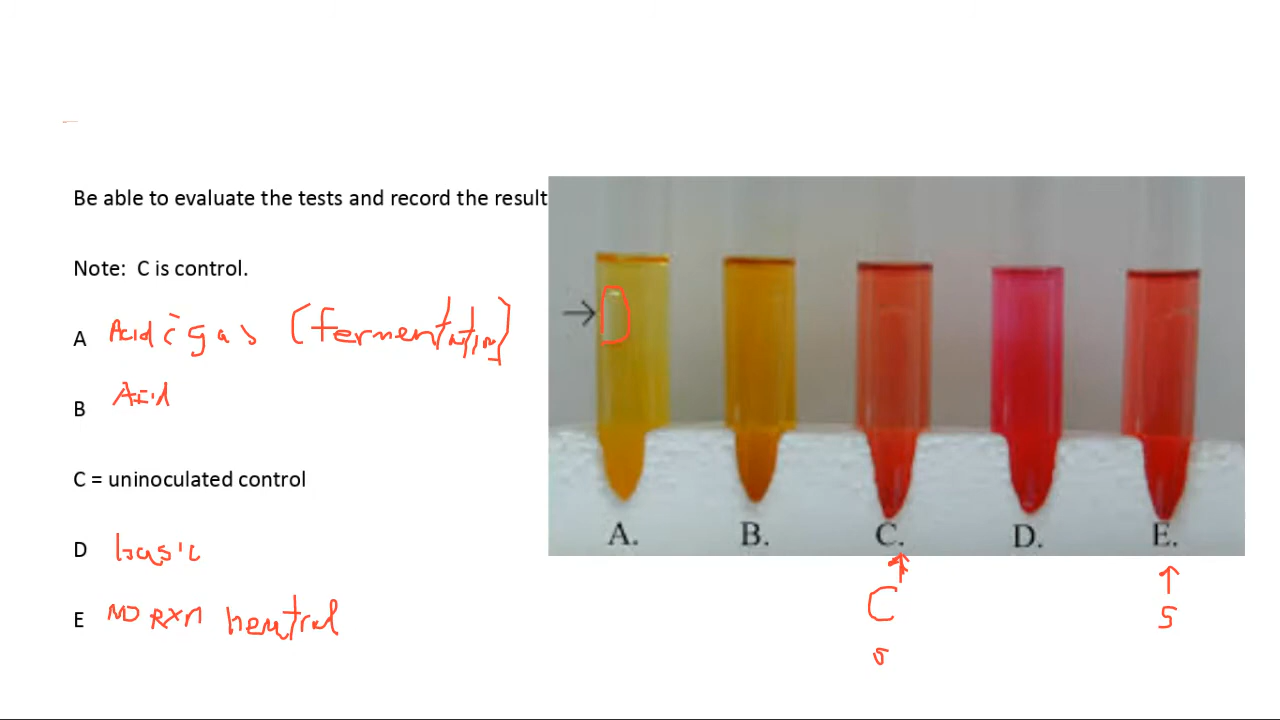 Be able to evaluate the tests and record the result
Note: C is control.
A Acid c̄ gas (fermentation)
B Acid
C = uninoculated control
D basic
E NO RXN neutral
A. B. C. D. E.
C
S